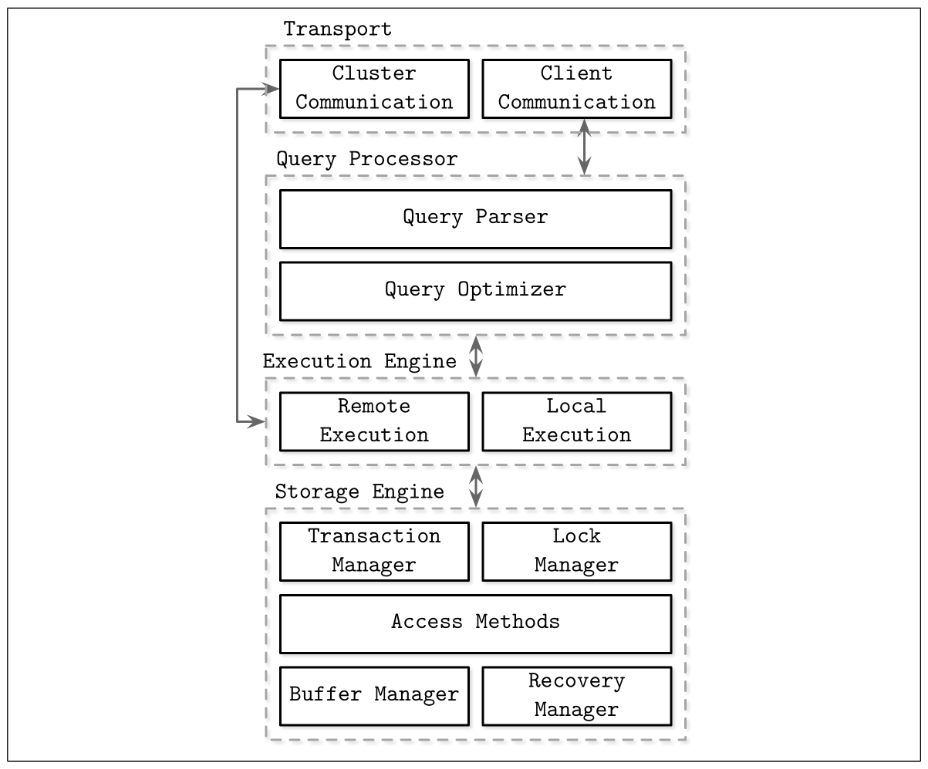 Transport
Cluster
Communication
Client
Communication
Query Processor
Query Parser
Query Optimizer
Execution Engine
Remote
Execution
Local
Execution
Storage Engine
Transaction
Manager
Lock
Manager
Access Methods
Buffer Manager
Recovery
Manager